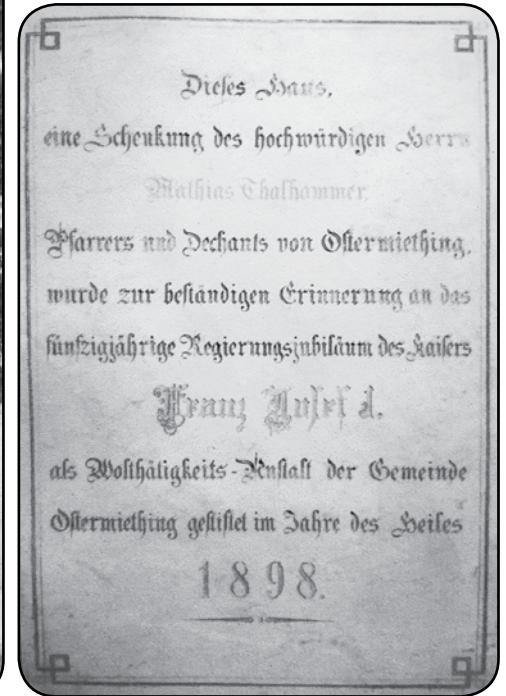 Dieses Haus,
eine Schenkung des hochwürdigen Herrn
Mathias Thalhammer,
Pfarrers und Dechants von Ostermiething,
wurde zur beständigen Erinnerung an das
fünfzigjährige Regierungsjubiläum des Kaisers
Franz Josef I.
als Wolthätigkeits-Anstalt der Gemeinde
Ostermiething gestiftet im Jahre des Heiles
1898.